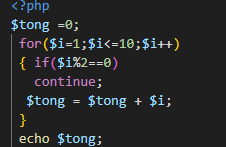 <?php
$tong =0;
for($i=1;$i<=10;$i++)
{ if($i%2==0)
continue;
$tong = $tong + $i;
}
echo $tong;